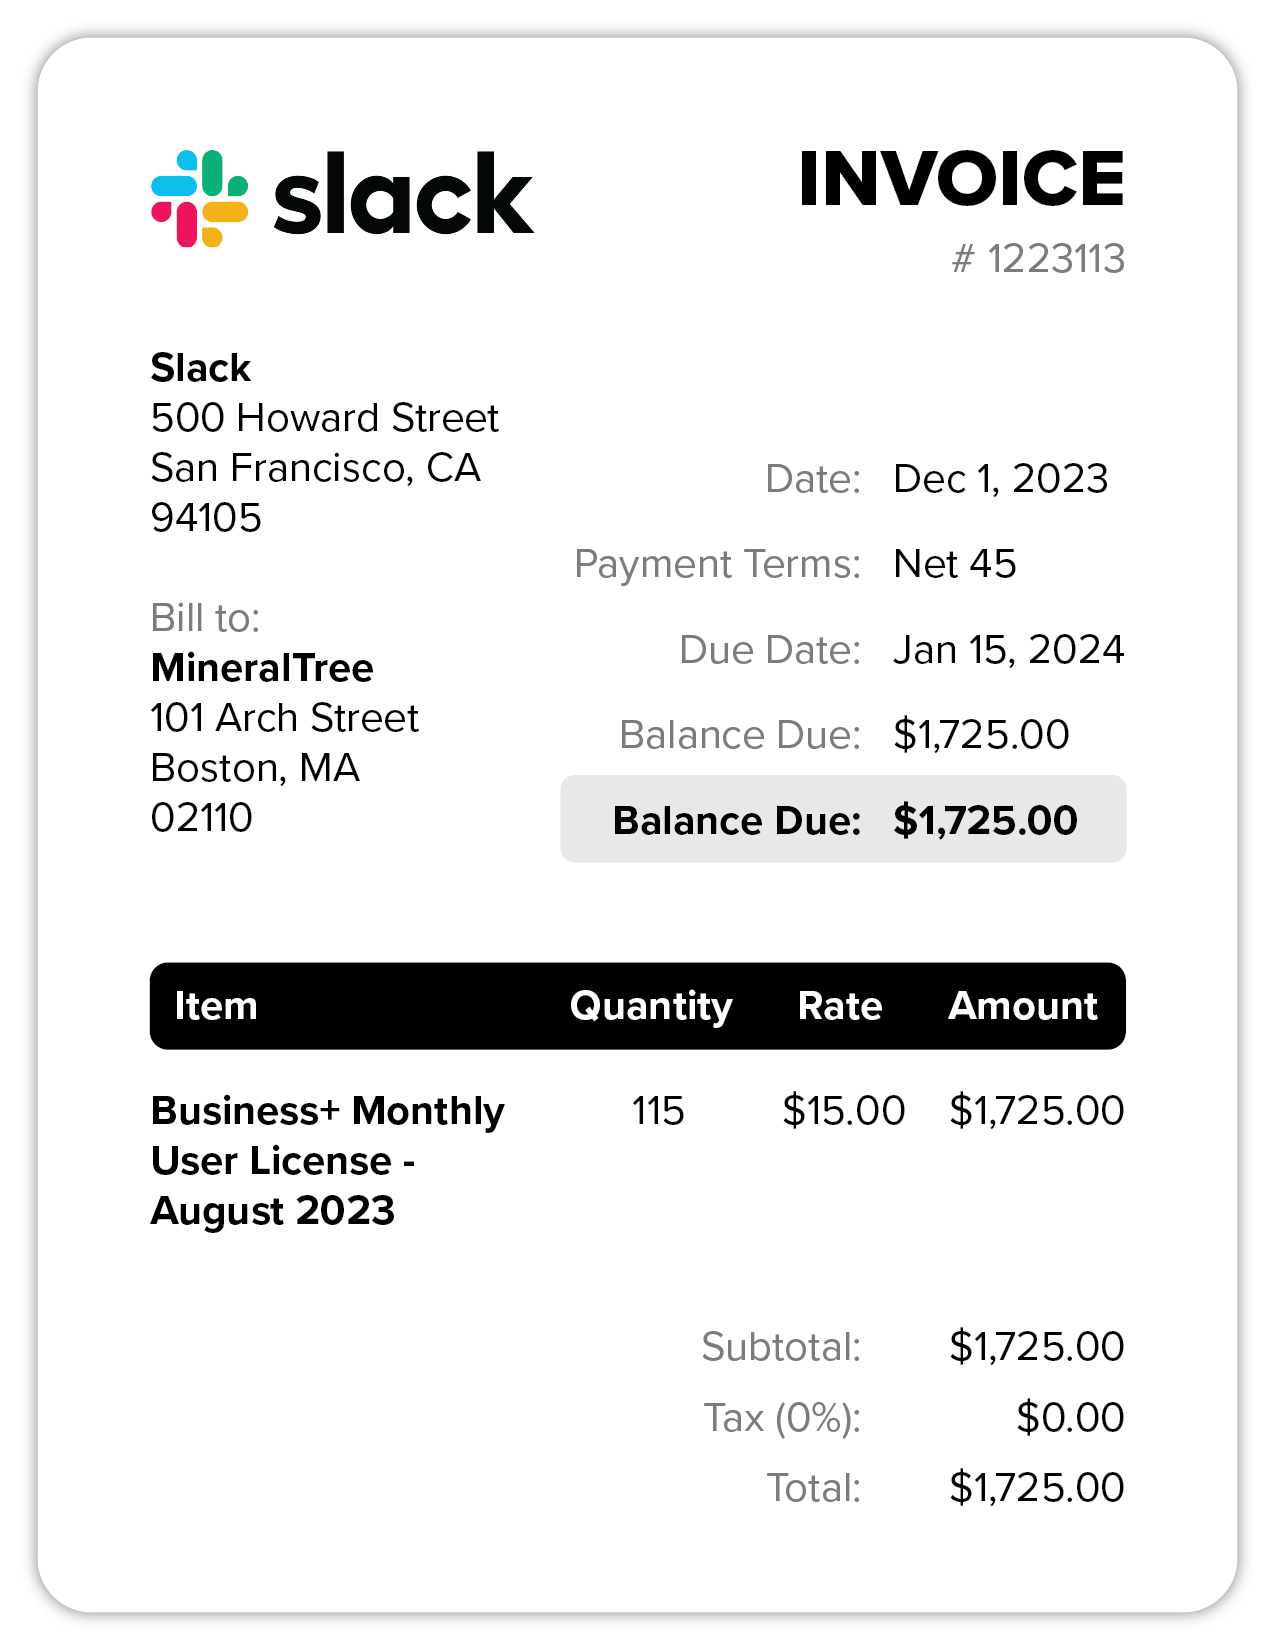 slack
INVOICE
# 1223113
Slack
500 Howard Street
San Francisco, CA
94105
Bill to:
MineralTree
101 Arch Street
Boston, MA
02110
Date: Dec 1, 2023
Payment Terms: Net 45
Due Date: Jan 15, 2024
Balance Due: $1,725.00
Balance Due: $1,725.00
Item Quantity Rate Amount
Business+ Monthly 115 $15.00 $1,725.00
User License -
August 2023
Subtotal: $1,725.00
Tax (0%): $0.00
Total: $1,725.00